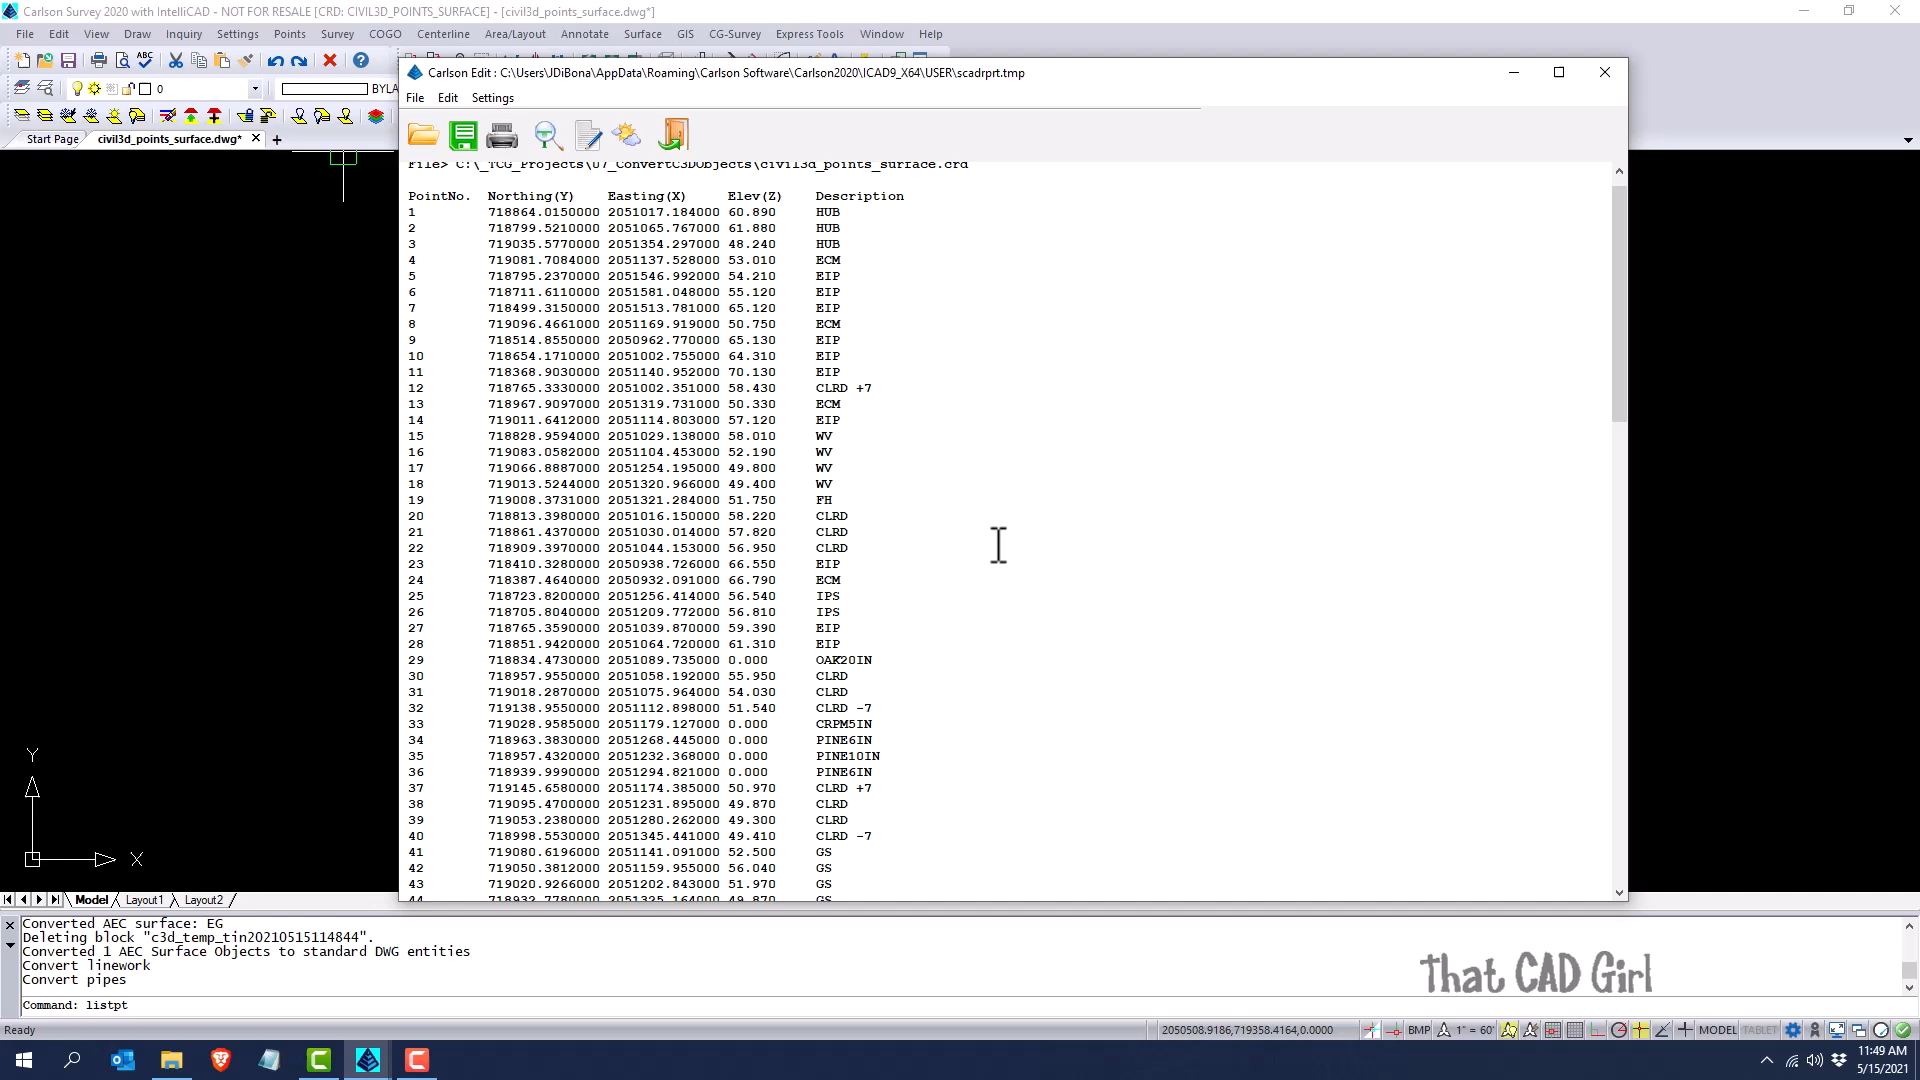 Carlson Survey 2020 with IntelliCAD - NOT FOR RESALE [CRD: CIVIL3D_POINTS_SURFACE] - [civil3d_points_surface.dwg*]
File Edit View Draw Inquiry Settings Points Survey COGO Centerline Area/Layout Annotate Surface GIS CG-Survey Express Tools Window Help
Carlson Edit : C:\Users\JDiBona\AppData\Roaming\Carlson Software\Carlson2020\ICAD9_X64\USER\scadrprt.tmp
0 BYLA
File Edit Settings
Start Page civil3d_points_surface.dwg*
File> C:\_TCG_Projects\07_ConvertC3DObjects\civil3d_points_surface.crd
PointNo. Northing(Y) Easting(X) Elev(Z) Description
1 718864.0150000 2051017.184000 60.890 HUB
2 718799.5210000 2051065.767000 61.880 HUB
3 719035.5770000 2051354.297000 48.240 HUB
4 719081.7084000 2051137.528000 53.010 ECM
5 718795.2370000 2051546.992000 54.210 EIP
6 718711.6110000 2051581.048000 55.120 EIP
7 718499.3150000 2051513.781000 65.120 EIP
8 719096.4661000 2051169.919000 50.750 ECM
9 718514.8550000 2050962.770000 65.130 EIP
10 718654.1710000 2051002.755000 64.310 EIP
11 718368.9030000 2051140.952000 70.130 EIP
12 718765.3330000 2051002.351000 58.430 CLRD +7
13 718967.9097000 2051319.731000 50.330 ECM
14 719011.6412000 2051114.803000 57.120 EIP
15 718828.9594000 2051029.138000 58.010 WV
16 719083.0582000 2051104.453000 52.190 WV
17 719066.8887000 2051254.195000 49.800 WV
18 719013.5244000 2051320.966000 49.400 WV
19 719008.3731000 2051321.284000 51.750 FH
20 718813.3980000 2051016.150000 58.220 CLRD
21 718861.4370000 2051030.014000 57.820 CLRD
22 718909.3970000 2051044.153000 56.950 CLRD
23 718410.3280000 2050938.726000 66.550 EIP
24 718387.4640000 2050932.091000 66.790 ECM
25 718723.8200000 2051256.414000 56.540 IPS
26 718705.8040000 2051209.772000 56.810 IPS
27 718765.3590000 2051039.870000 59.390 EIP
28 718851.9420000 2051064.720000 61.310 EIP
29 718834.4730000 2051089.735000 0.000 OAK20IN
30 718957.9550000 2051058.192000 55.950 CLRD
31 719018.2870000 2051075.964000 54.030 CLRD
32 719138.9550000 2051112.898000 51.540 CLRD -7
33 719028.9585000 2051179.127000 0.000 CRPM5IN
34 718963.3830000 2051268.445000 0.000 PINE6IN
35 718957.4320000 2051232.368000 0.000 PINE10IN
36 718939.9990000 2051294.821000 0.000 PINE6IN
37 719145.6580000 2051174.385000 50.970 CLRD +7
38 719095.4700000 2051231.895000 49.870 CLRD
39 719053.2380000 2051280.262000 49.300 CLRD
40 718998.5530000 2051345.441000 49.410 CLRD -7
41 719080.6196000 2051141.091000 52.500 GS
42 719050.3812000 2051159.955000 56.040 GS
43 719020.9266000 2051202.843000 51.970 GS
44 718932.7780000 2051325.164000 49.870 GS
Y
X
Model Layout1 Layout2
Converted AEC surface: EG
Deleting block "c3d_temp_tin20210515114844".
Converted 1 AEC Surface Objects to standard DWG entities
Convert linework
Convert pipes
Command: listpt
That CAD Girl
Ready 2050508.9186,719358.4164,0.0000 BMP 1" = 60' MODEL TABLET
11:49 AM
5/15/2021